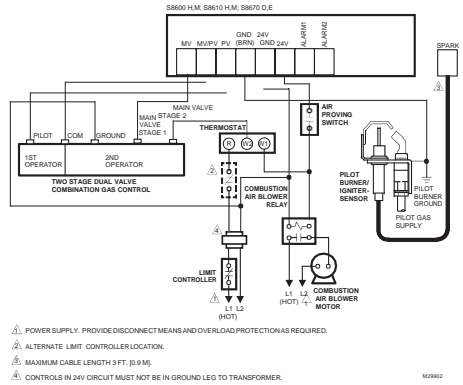 S8600 H,M; S8610 H,M; S8670 D,E
MV MV/PV PV GND (BRN) 24V GND 24V ALARM1 ALARM2
SPARK
3
MAIN VALVE
STAGE 2
MAIN
VALVE
STAGE 1
AIR
PROVING
SWITCH
PILOT COM GROUND
THERMOSTAT
R W2 W1
1ST
OPERATOR
2ND
OPERATOR
TWO STAGE DUAL VALVE
COMBINATION GAS CONTROL
2
COMBUSTION
AIR BLOWER
RELAY
PILOT
BURNER/
IGNITER-
SENSOR
PILOT
BURNER
GROUND
PILOT GAS
SUPPLY
4
LIMIT
CONTROLLER
1
L1 L2
(HOT)
L1 L2
(HOT)
1
COMBUSTION
AIR BLOWER
MOTOR
1 POWER SUPPLY. PROVIDE DISCONNECT MEANS AND OVERLOAD PROTECTION AS REQUIRED.
2 ALTERNATE LIMIT CONTROLLER LOCATION.
3 MAXIMUM CABLE LENGTH 3 FT. [0.9 M].
4 CONTROLS IN 24V CIRCUIT MUST NOT BE IN GROUND LEG TO TRANSFORMER.
M29902